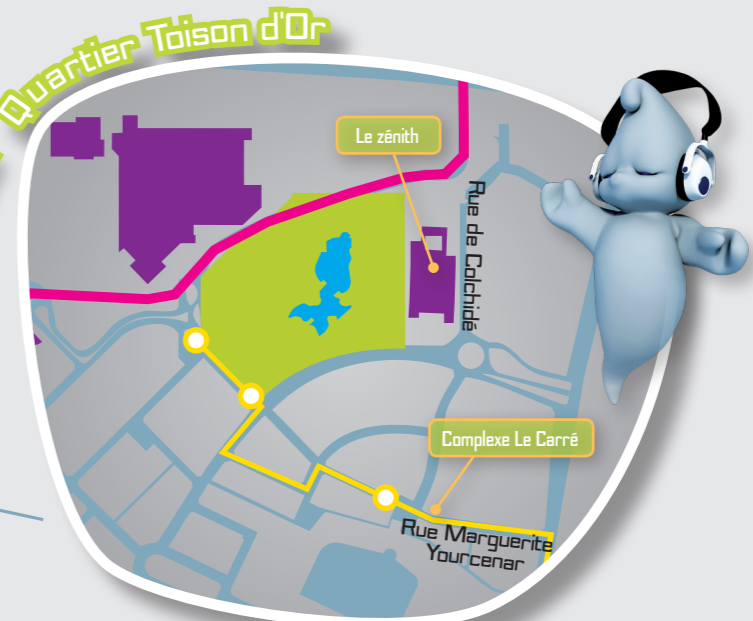 Quartier Toison d'Or
Le zénith
Rue de Colchidé
Complexe Le Carré
Rue Marguerite
Yourcenar